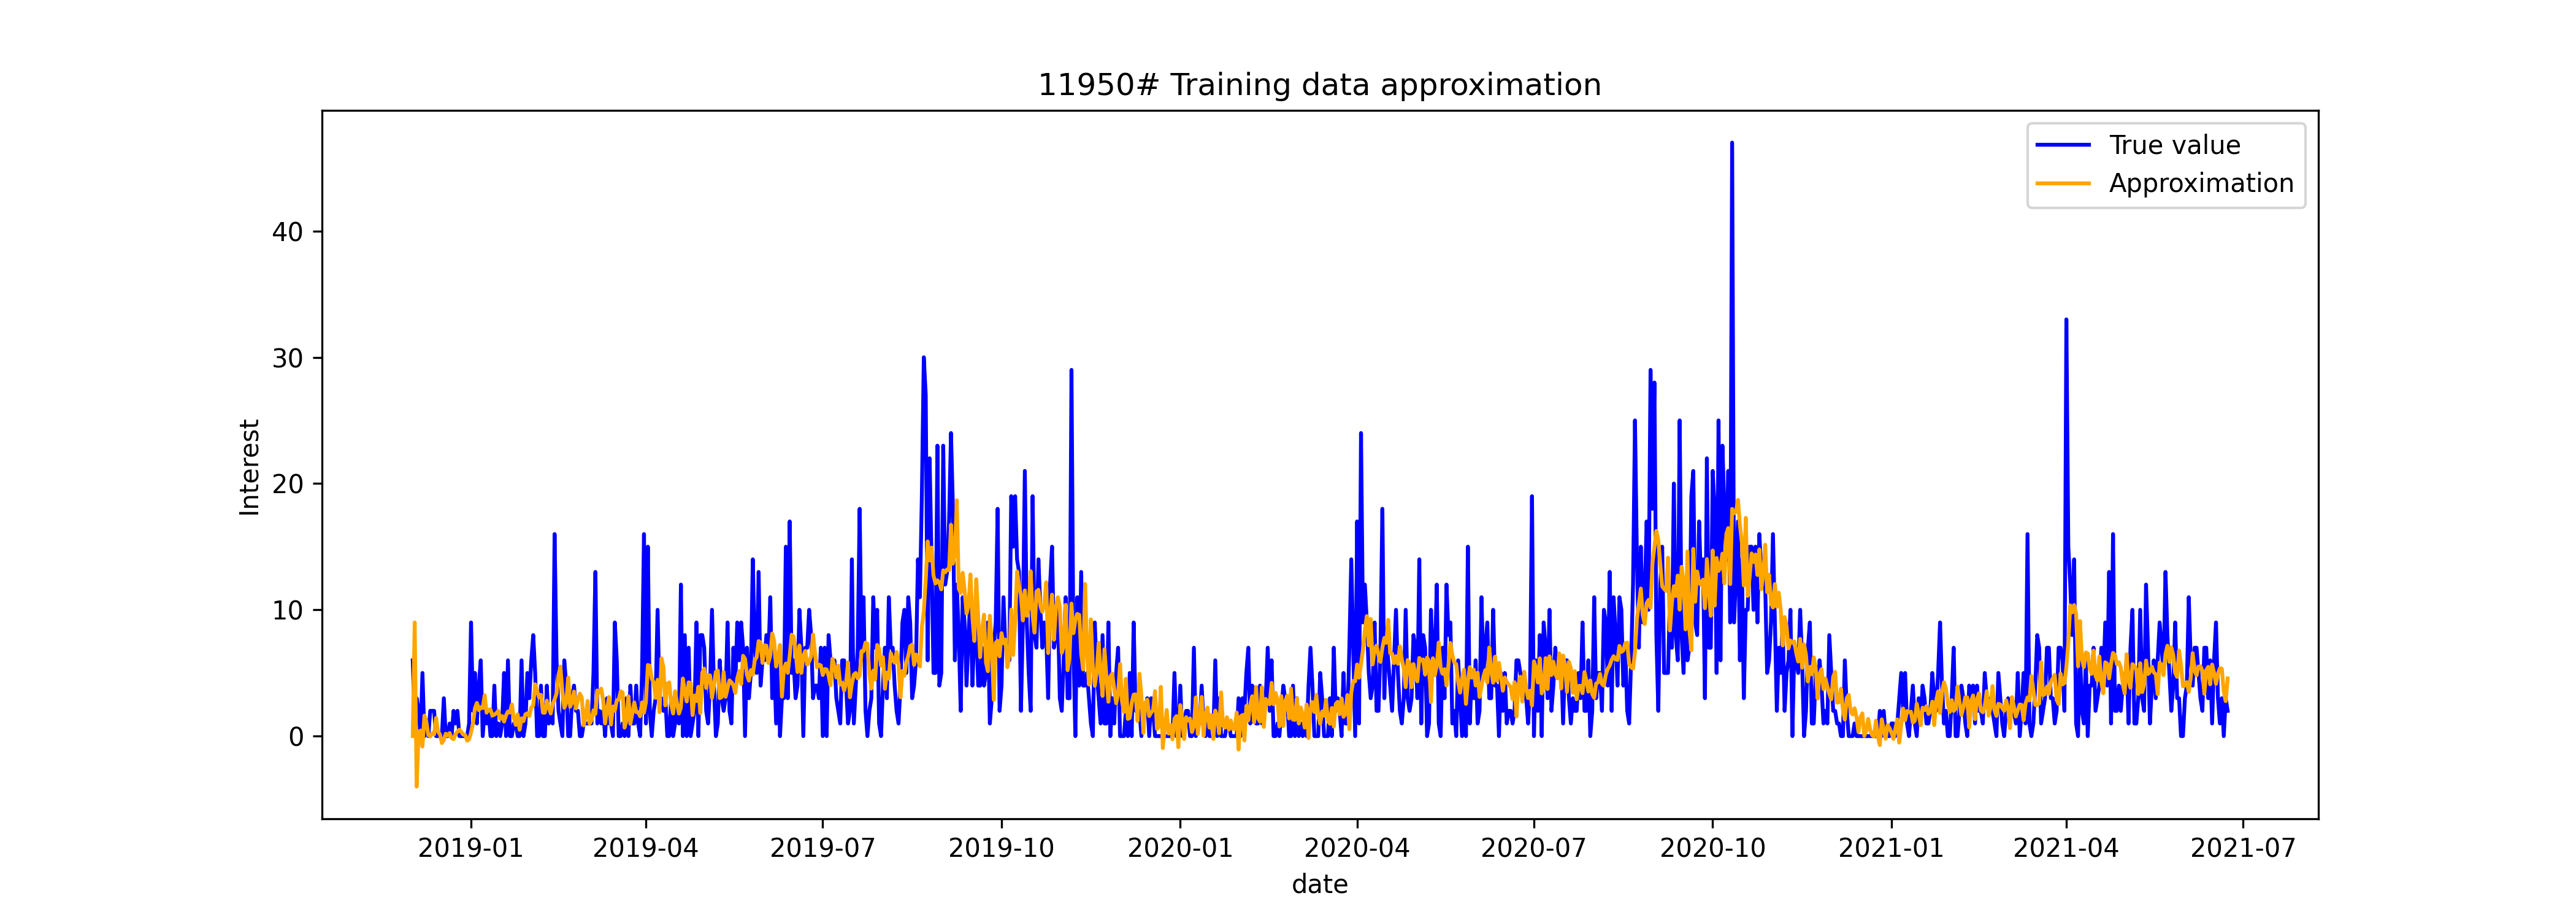 11950# Training data approximation
True value
Approximation
Interest
40
30
20
10
0
2019-01 2019-04 2019-07 2019-10 2020-01 2020-04 2020-07 2020-10 2021-01 2021-04 2021-07
date